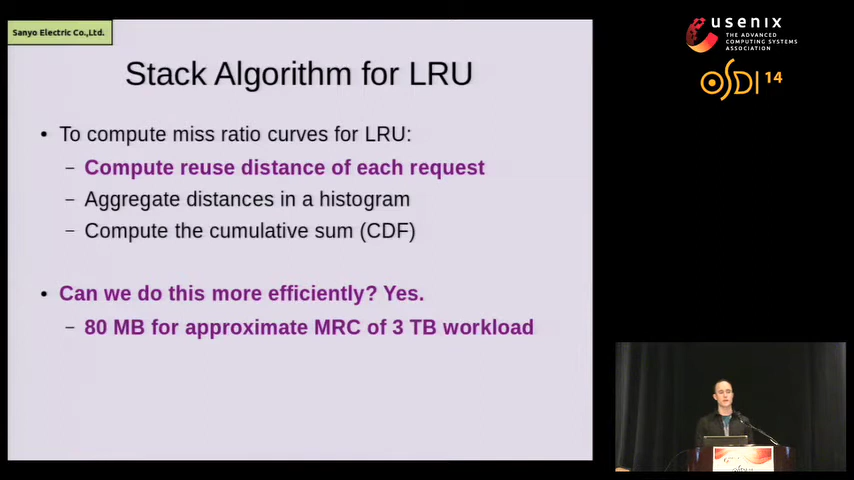 Sanyo Electric Co.,Ltd.
Stack Algorithm for LRU
• To compute miss ratio curves for LRU:
– Compute reuse distance of each request
– Aggregate distances in a histogram
– Compute the cumulative sum (CDF)
• Can we do this more efficiently? Yes.
– 80 MB for approximate MRC of 3 TB workload
usenix
THE ADVANCED
COMPUTING SYSTEMS
ASSOCIATION
OSDI 14